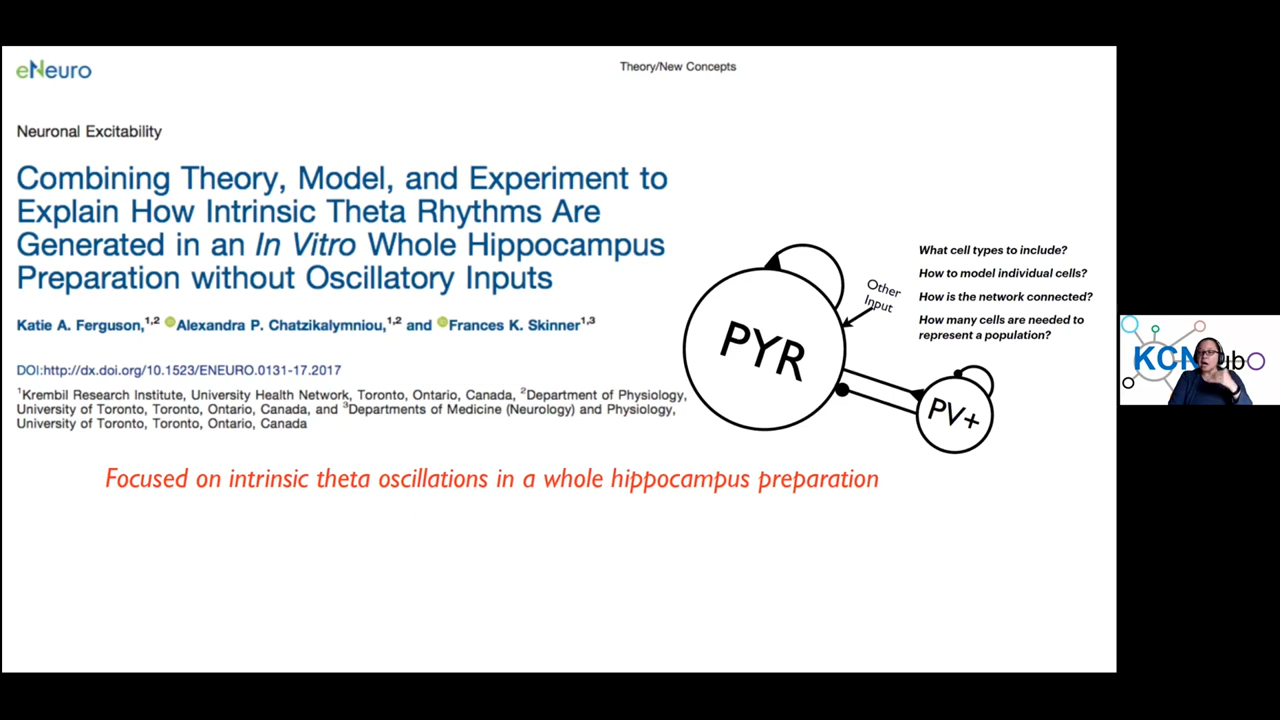 eNeuro
Theory/New Concepts
Neuronal Excitability
Combining Theory, Model, and Experiment to
Explain How Intrinsic Theta Rhythms Are
Generated in an In Vitro Whole Hippocampus
Preparation without Oscillatory Inputs
Katie A. Ferguson,1,2 Alexandra P. Chatzikalymniou,1,2 and Frances K. Skinner1,3
DOI:http://dx.doi.org/10.1523/ENEURO.0131-17.2017
1Krembil Research Institute, University Health Network, Toronto, Ontario, Canada, 2Department of Physiology,
University of Toronto, Toronto, Ontario, Canada, and 3Departments of Medicine (Neurology) and Physiology,
University of Toronto, Toronto, Ontario, Canada
PYR
Other
Input
PV+
What cell types to include?
How to model individual cells?
How is the network connected?
How many cells are needed to
represent a population?
Focused on intrinsic theta oscillations in a whole hippocampus preparation